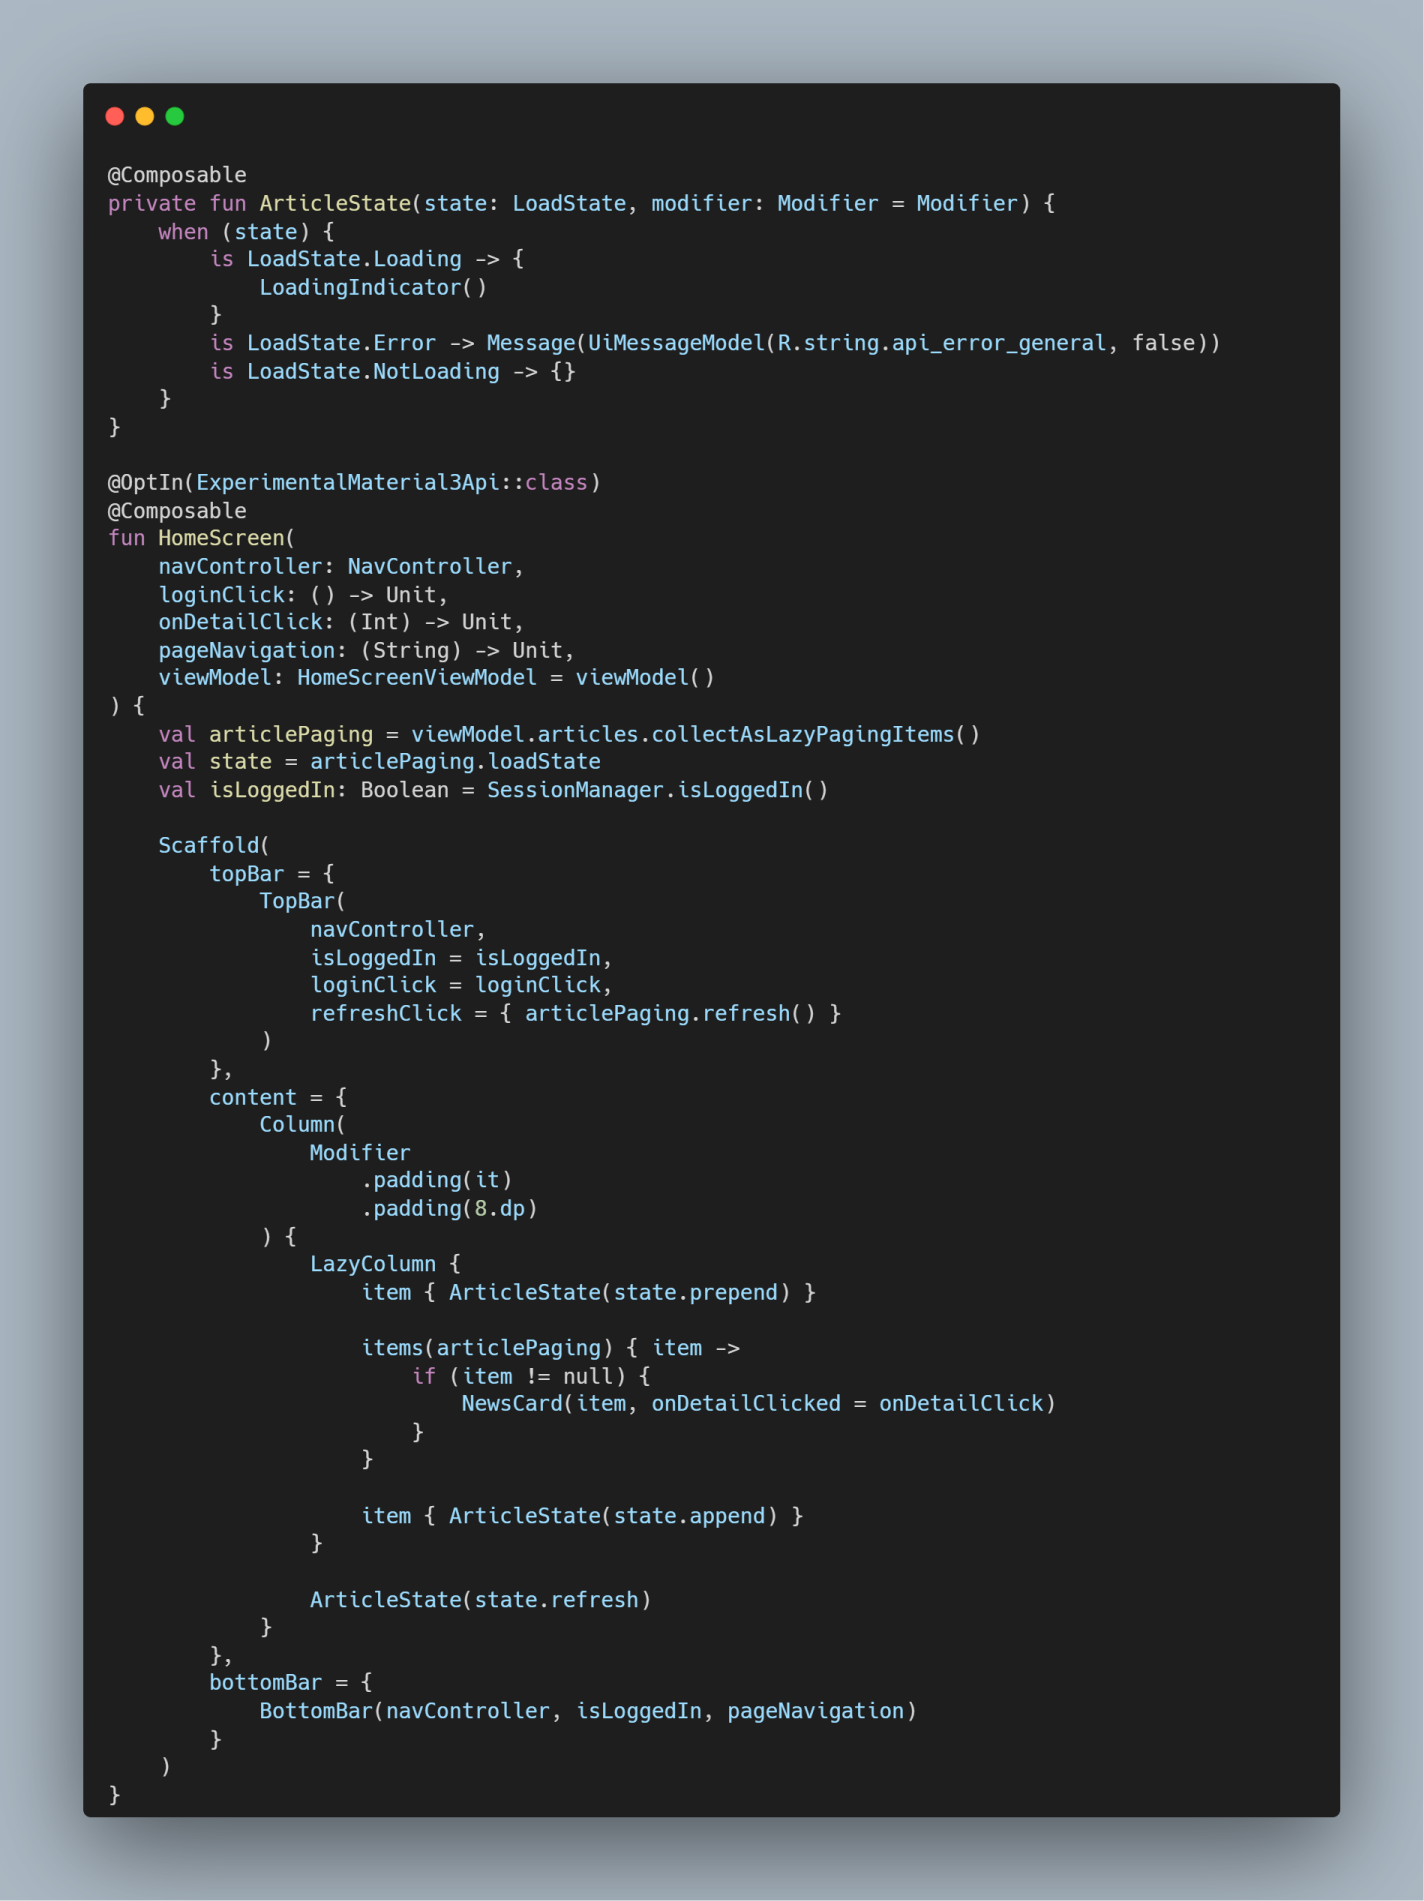 @Composable
private fun ArticleState(state: LoadState, modifier: Modifier = Modifier) {
    when (state) {
        is LoadState.Loading -> {
            LoadingIndicator()
        }
        is LoadState.Error -> Message(UiMessageModel(R.string.api_error_general, false))
        is LoadState.NotLoading -> {}
    }
}

@OptIn(ExperimentalMaterial3Api::class)
@Composable
fun HomeScreen(
    navController: NavController,
    loginClick: () -> Unit,
    onDetailClick: (Int) -> Unit,
    pageNavigation: (String) -> Unit,
    viewModel: HomeScreenViewModel = viewModel()
) {
    val articlePaging = viewModel.articles.collectAsLazyPagingItems()
    val state = articlePaging.loadState
    val isLoggedIn: Boolean = SessionManager.isLoggedIn()

    Scaffold(
        topBar = {
            TopBar(
                navController,
                isLoggedIn = isLoggedIn,
                loginClick = loginClick,
                refreshClick = { articlePaging.refresh() }
            )
        },
        content = {
            Column(
                Modifier
                    .padding(it)
                    .padding(8.dp)
            ) {
                LazyColumn {
                    item { ArticleState(state.prepend) }

                    items(articlePaging) { item ->
                        if (item != null) {
                            NewsCard(item, onDetailClicked = onDetailClick)
                        }
                    }

                    item { ArticleState(state.append) }
                }

                ArticleState(state.refresh)
            }
        },
        bottomBar = {
            BottomBar(navController, isLoggedIn, pageNavigation)
        }
    )
}